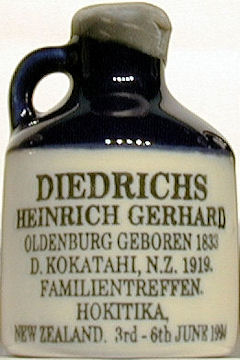 DIEDRICHS
HEINRICH GERHARD
OLDENBURG GEBOREN 1833
D. KOKATAHI, N.Z. 1919.
FAMILIENTREFFEN.
HOKITIKA,
NEW ZEALAND. 3rd - 6th JUNE 1994